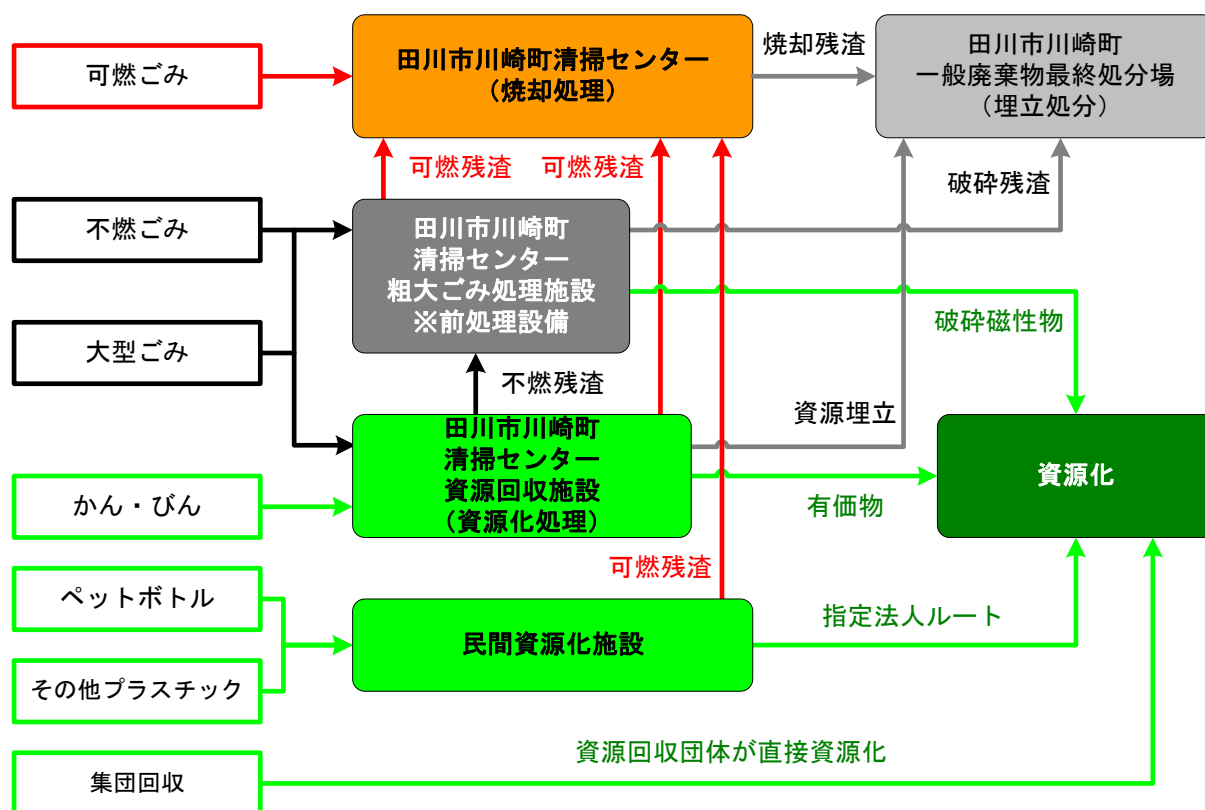 可燃ごみ
田川市川崎町清掃センター
（焼却処理）
焼却残渣
田川市川崎町
一般廃棄物最終処分場
（埋立処分）
可燃残渣
可燃残渣
破砕残渣
不燃ごみ
田川市川崎町
清掃センター
粗大ごみ処理施設
※前処理設備
破砕磁性物
大型ごみ
不燃残渣
資源埋立
田川市川崎町
清掃センター
資源回収施設
（資源化処理）
資源化
かん・びん
有価物
可燃残渣
ペットボトル
民間資源化施設
指定法人ルート
その他プラスチック
資源回収団体が直接資源化
集団回収